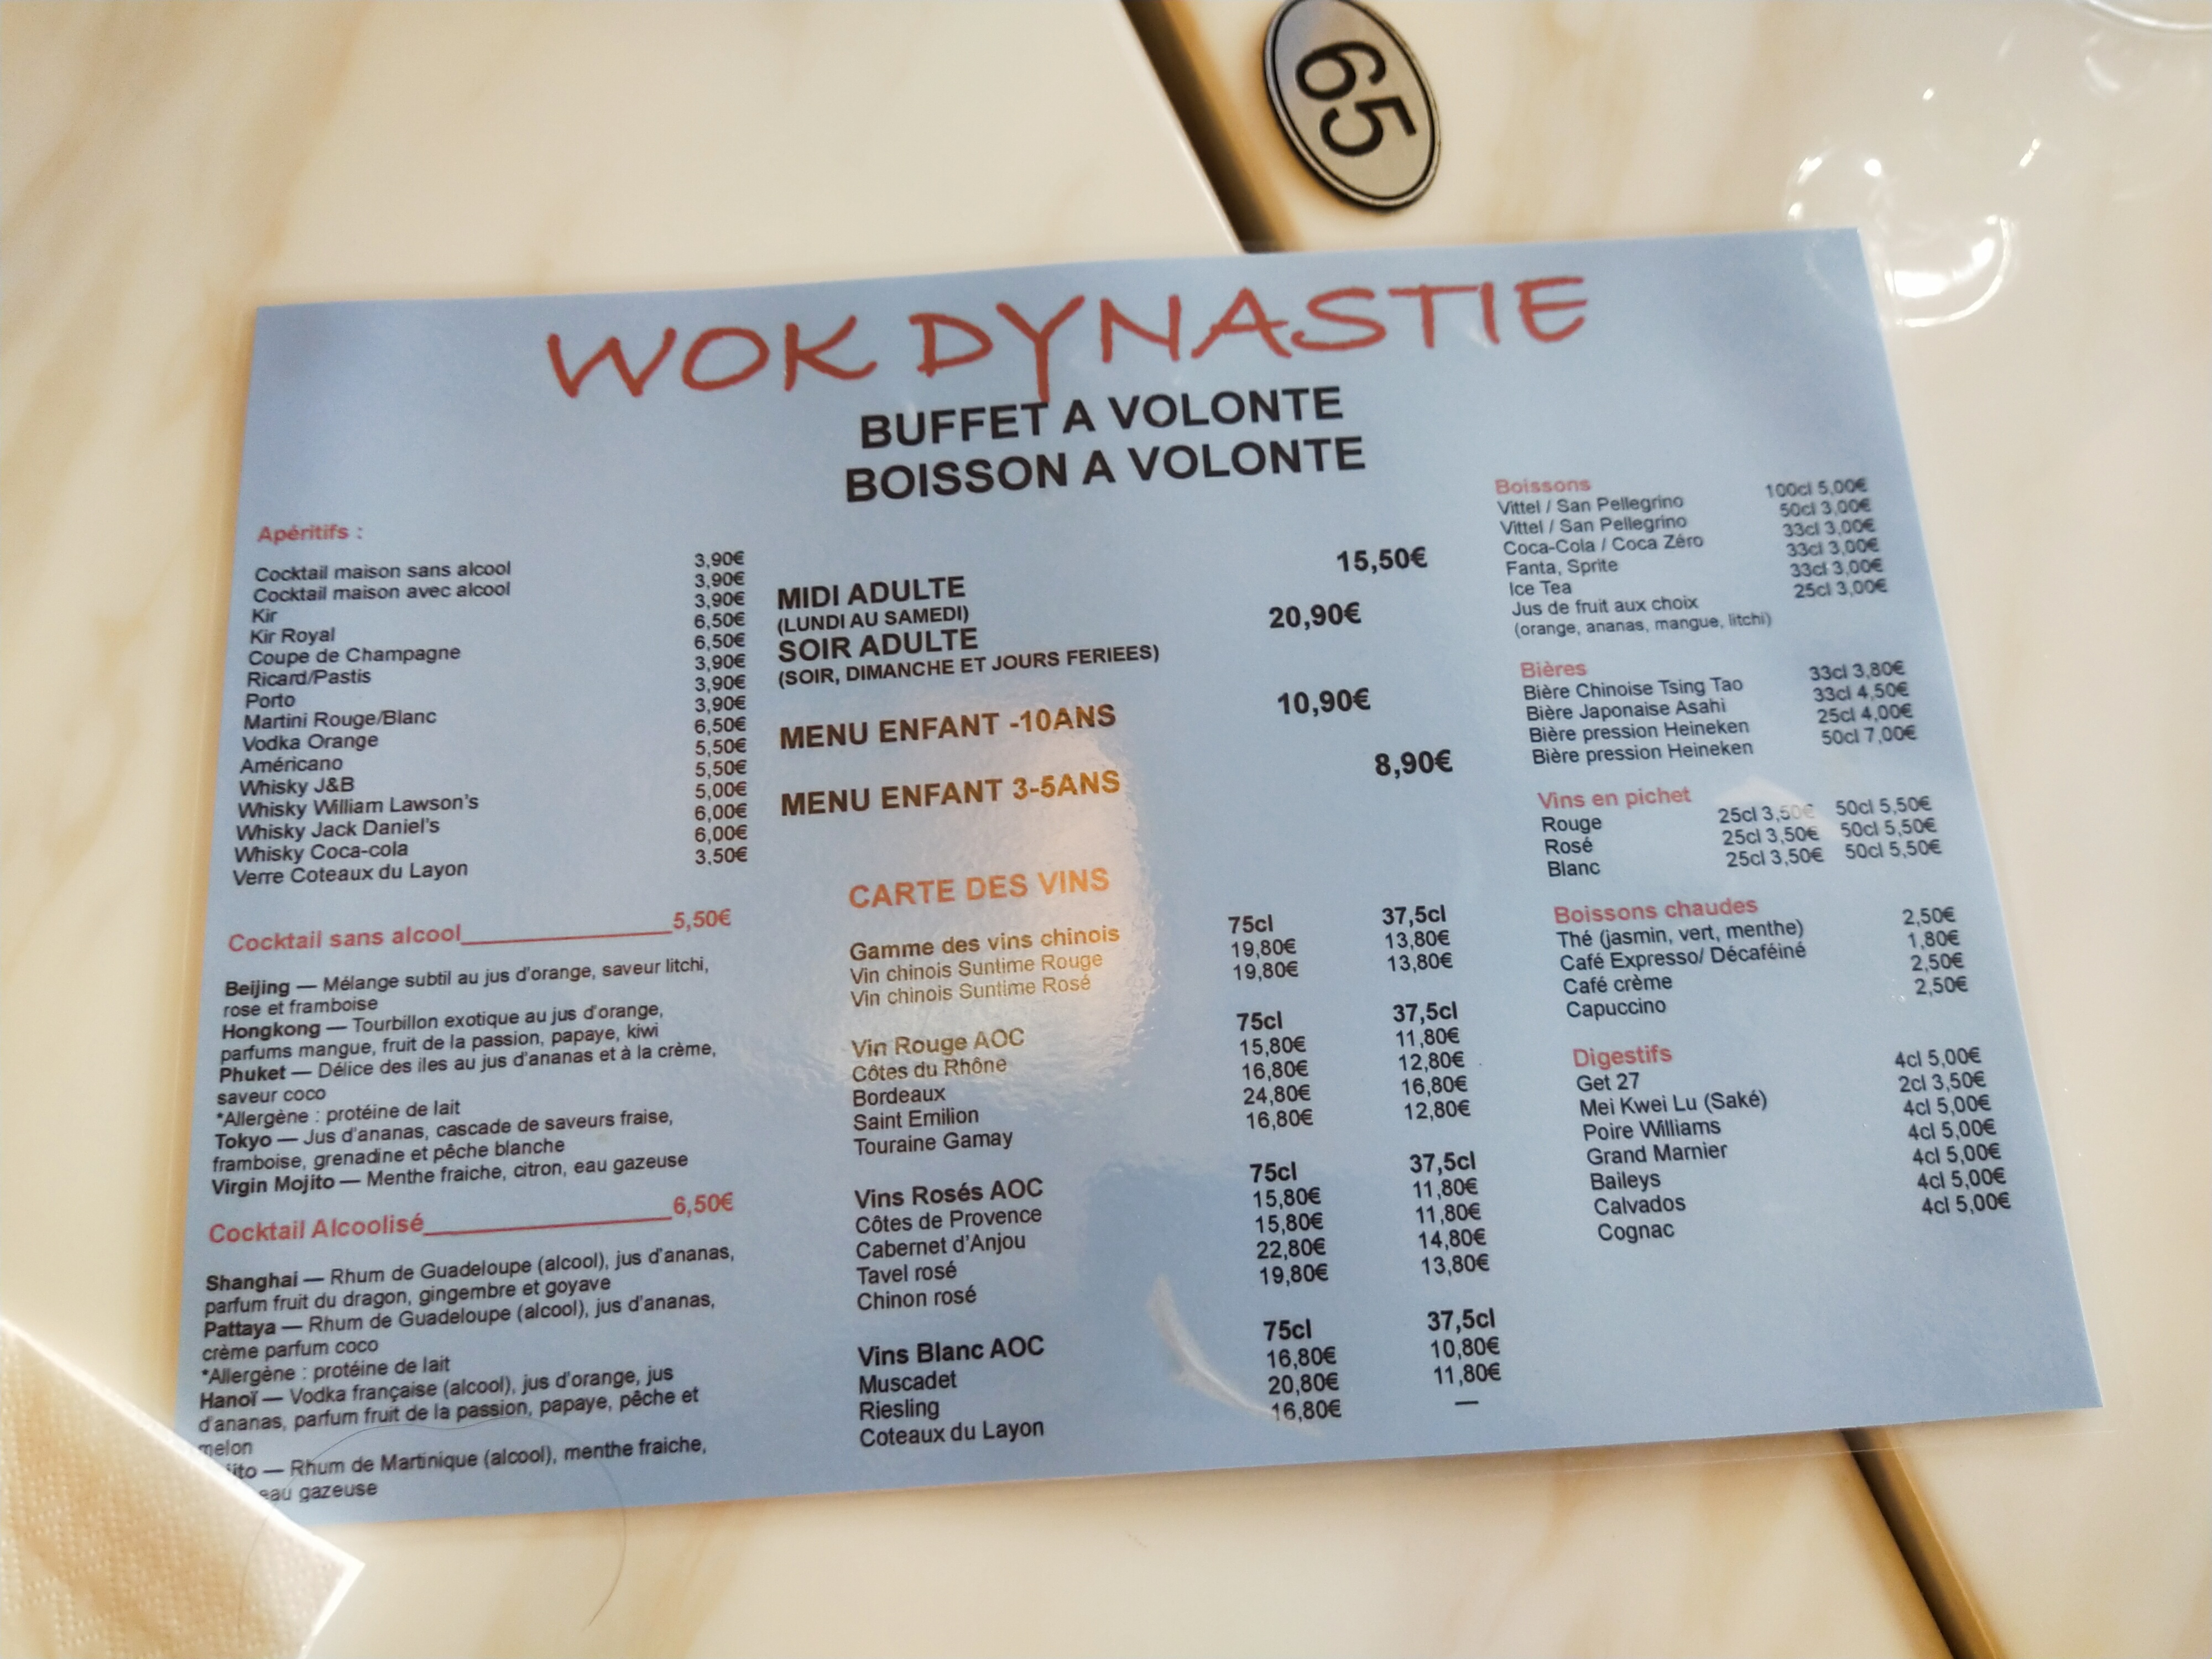 65
WOK DYNASTIE
BUFFET A VOLONTE
BOISSON A VOLONTE
Apéritifs :
Cocktail maison sans alcool 3,90€
Cocktail maison avec alcool 3,90€
Kir 3,90€
Kir Royal 6,50€
Coupe de Champagne 6,50€
Ricard/Pastis 3,90€
Porto 3,90€
Martini Rouge/Blanc 3,90€
Vodka Orange 6,50€
Américano 5,50€
Whisky J&B 5,50€
Whisky William Lawson's 5,00€
Whisky Jack Daniel's 6,00€
Whisky Coca-cola 6,00€
Verre Coteaux du Layon 3,50€
Cocktail sans alcool 5,50€
Beijing — Mélange subtil au jus d'orange, saveur litchi,
rose et framboise
Hongkong — Tourbillon exotique au jus d'orange,
parfums mangue, fruit de la passion, papaye, kiwi
Phuket — Délice des iles au jus d'ananas et à la crème,
saveur coco
*Allergène : protéine de lait
Tokyo — Jus d'ananas, cascade de saveurs fraise,
framboise, grenadine et pêche blanche
Virgin Mojito — Menthe fraiche, citron, eau gazeuse
Cocktail Alcoolisé 6,50€
Shanghai — Rhum de Guadeloupe (alcool), jus d'ananas,
parfum fruit du dragon, gingembre et goyave
Pattaya — Rhum de Guadeloupe (alcool), jus d'ananas,
crème parfum coco
*Allergène : protéine de lait
Hanoï — Vodka française (alcool), jus d'orange, jus
d'ananas, parfum fruit de la passion, papaye, pêche et
melon
— Rhum de Martinique (alcool), menthe fraiche,
eau gazeuse
MIDI ADULTE 15,50€
(LUNDI AU SAMEDI)
SOIR ADULTE 20,90€
(SOIR, DIMANCHE ET JOURS FERIEES)
MENU ENFANT -10ANS 10,90€
MENU ENFANT 3-5ANS 8,90€
CARTE DES VINS
Gamme des vins chinois 75cl 37,5cl
Vin chinois Suntime Rouge 19,80€ 13,80€
Vin chinois Suntime Rosé 19,80€ 13,80€
Vin Rouge AOC 75cl 37,5cl
Côtes du Rhône 15,80€ 11,80€
Bordeaux 16,80€ 12,80€
Saint Emilion 24,80€ 16,80€
Touraine Gamay 16,80€ 12,80€
Vins Rosés AOC 75cl 37,5cl
Côtes de Provence 15,80€ 11,80€
Cabernet d'Anjou 15,80€ 11,80€
Tavel rosé 22,80€ 14,80€
Chinon rosé 19,80€ 13,80€
Vins Blanc AOC 75cl 37,5cl
Muscadet 16,80€ 10,80€
Riesling 20,80€ 11,80€
Coteaux du Layon 16,80€ —
Boissons
Vittel / San Pellegrino 100cl 5,00€
Vittel / San Pellegrino 50cl 3,00€
Coca-Cola / Coca Zéro 33cl 3,00€
Fanta, Sprite 33cl 3,00€
Ice Tea 33cl 3,00€
Jus de fruit aux choix 25cl 3,00€
(orange, ananas, mangue, litchi)
Bières
Bière Chinoise Tsing Tao 33cl 3,80€
Bière Japonaise Asahi 33cl 4,50€
Bière pression Heineken 25cl 4,00€
Bière pression Heineken 50cl 7,00€
Vins en pichet
Rouge 25cl 3,50€ 50cl 5,50€
Rosé 25cl 3,50€ 50cl 5,50€
Blanc 25cl 3,50€ 50cl 5,50€
Boissons chaudes
Thé (jasmin, vert, menthe) 2,50€
Café Expresso/ Décaféiné 1,80€
Café crème 2,50€
Capuccino 2,50€
Digestifs
Get 27 4cl 5,00€
Mei Kwei Lu (Saké) 2cl 3,50€
Poire Williams 4cl 5,00€
Grand Marnier 4cl 5,00€
Baileys 4cl 5,00€
Calvados 4cl 5,00€
Cognac 4cl 5,00€